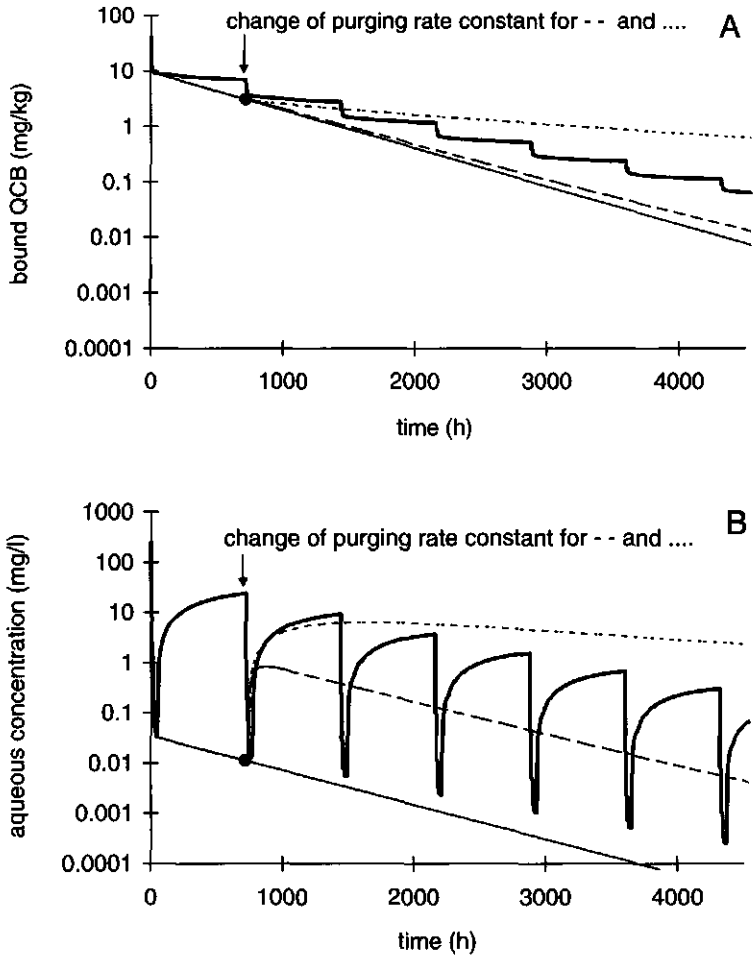 change of purging rate constant for - - and ....
A
100
10
1
0.1
0.01
0.001
0.0001
bound QCB (mg/kg)
0 1000 2000 3000 4000
time (h)
B
change of purging rate constant for - - and ....
1000
100
10
1
0.1
0.01
0.001
0.0001
aqueous concentration (mg/l)
0 1000 2000 3000 4000
time (h)